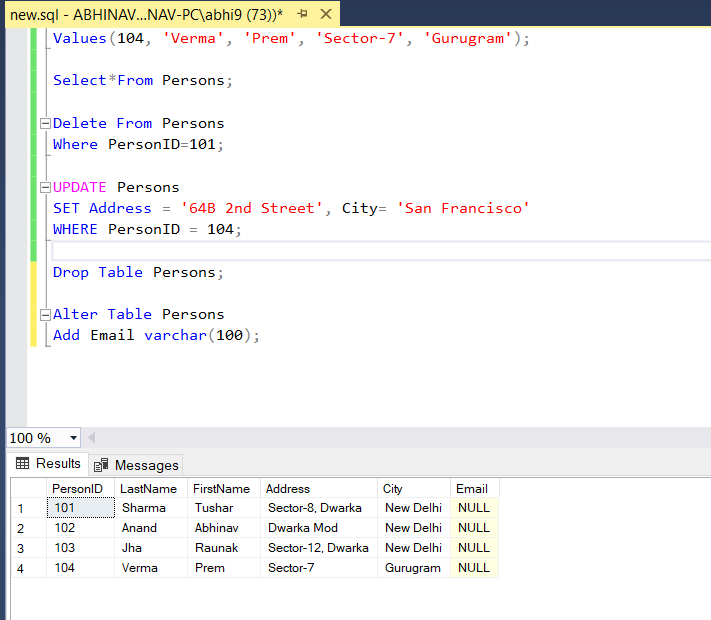 new.sql - ABHINAV...NAV-PC\abhi9 (73))*
Values(104, 'Verma', 'Prem', 'Sector-7', 'Gurugram');
Select*From Persons;
Delete From Persons
Where PersonID=101;
UPDATE Persons
SET Address = '64B 2nd Street', City= 'San Francisco'
WHERE PersonID = 104;
Drop Table Persons;
Alter Table Persons
Add Email varchar(100);
100 %
Results Messages
PersonID LastName FirstName Address City Email
1 101 Sharma Tushar Sector-8, Dwarka New Delhi NULL
2 102 Anand Abhinav Dwarka Mod New Delhi NULL
3 103 Jha Raunak Sector-12, Dwarka New Delhi NULL
4 104 Verma Prem Sector-7 Gurugram NULL